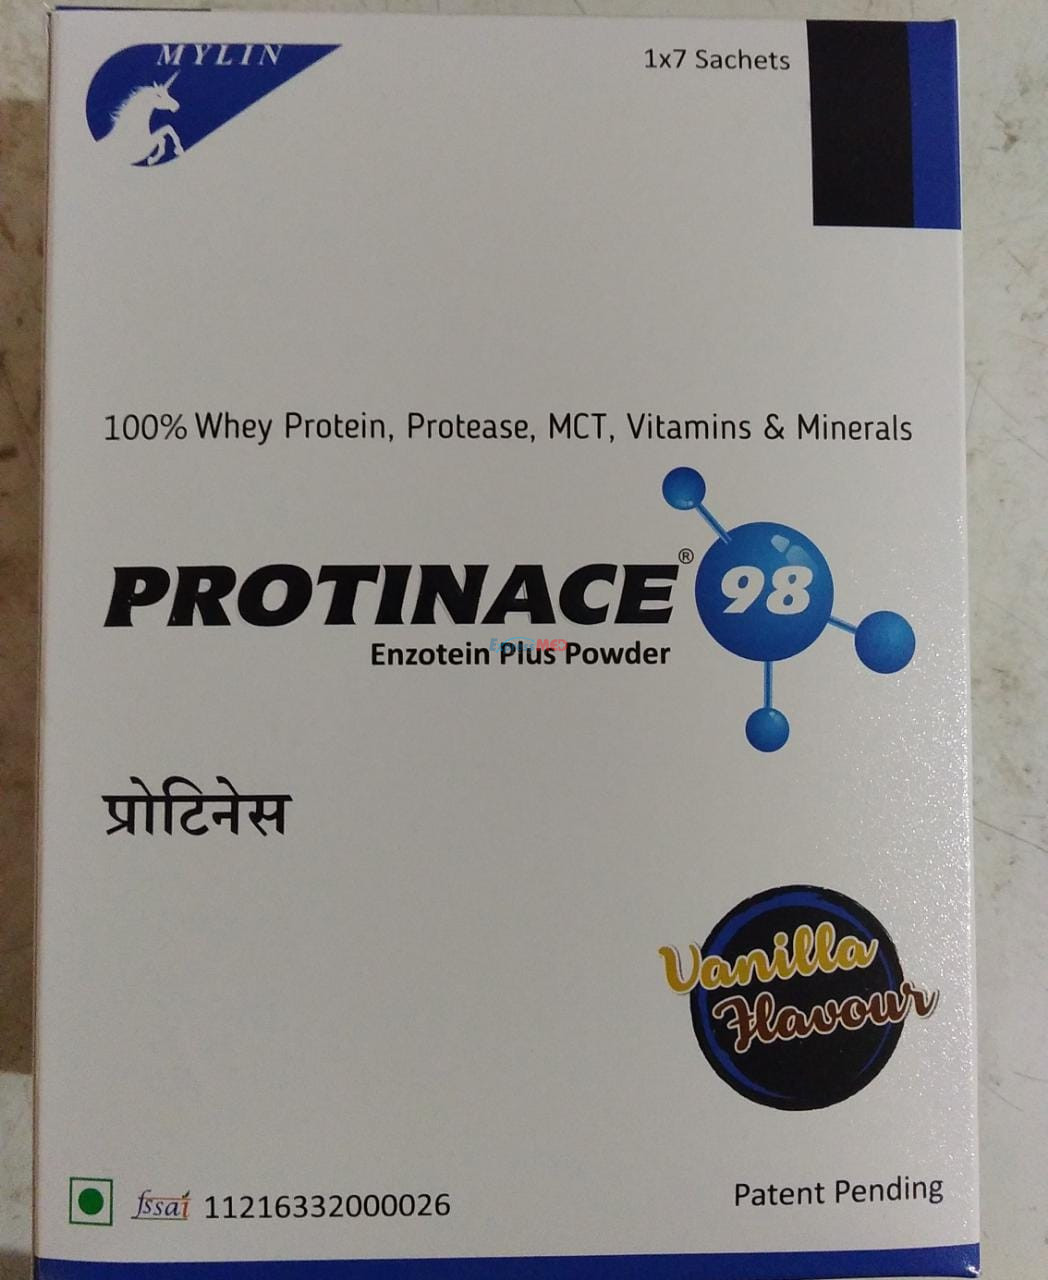 MYLIN
1x7 Sachets
100% Whey Protein, Protease, MCT, Vitamins & Minerals
PROTINACE® 98
Enzotein Plus Powder
प्रोटिनेस
Vanilla
Flavour
fssai 11216332000026
Patent Pending